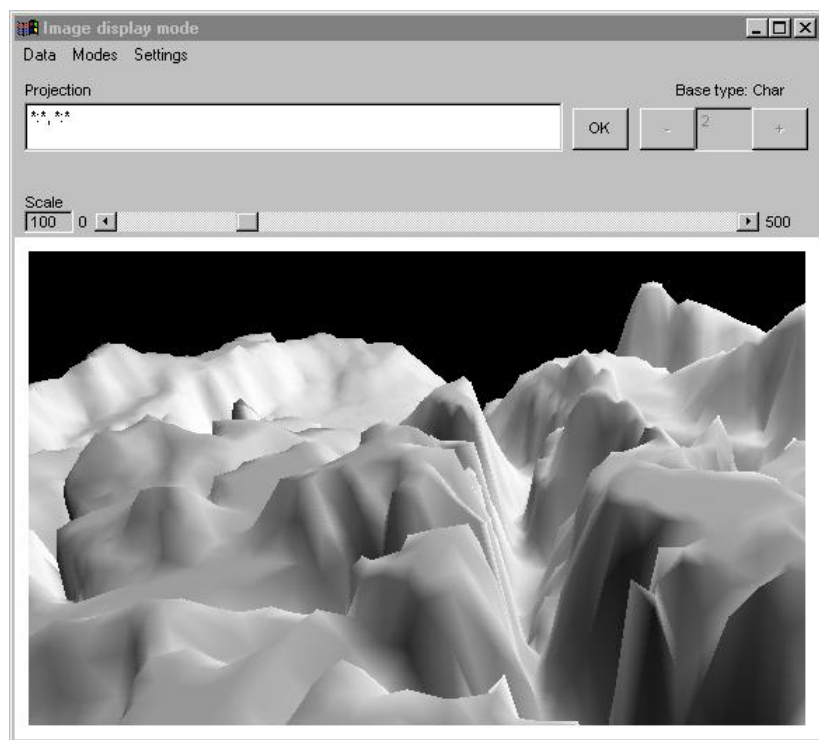 Image display mode
Data Modes Settings
Projection
Base type: Char
*:*, *:*
OK
- 2 +
Scale
100 0 500